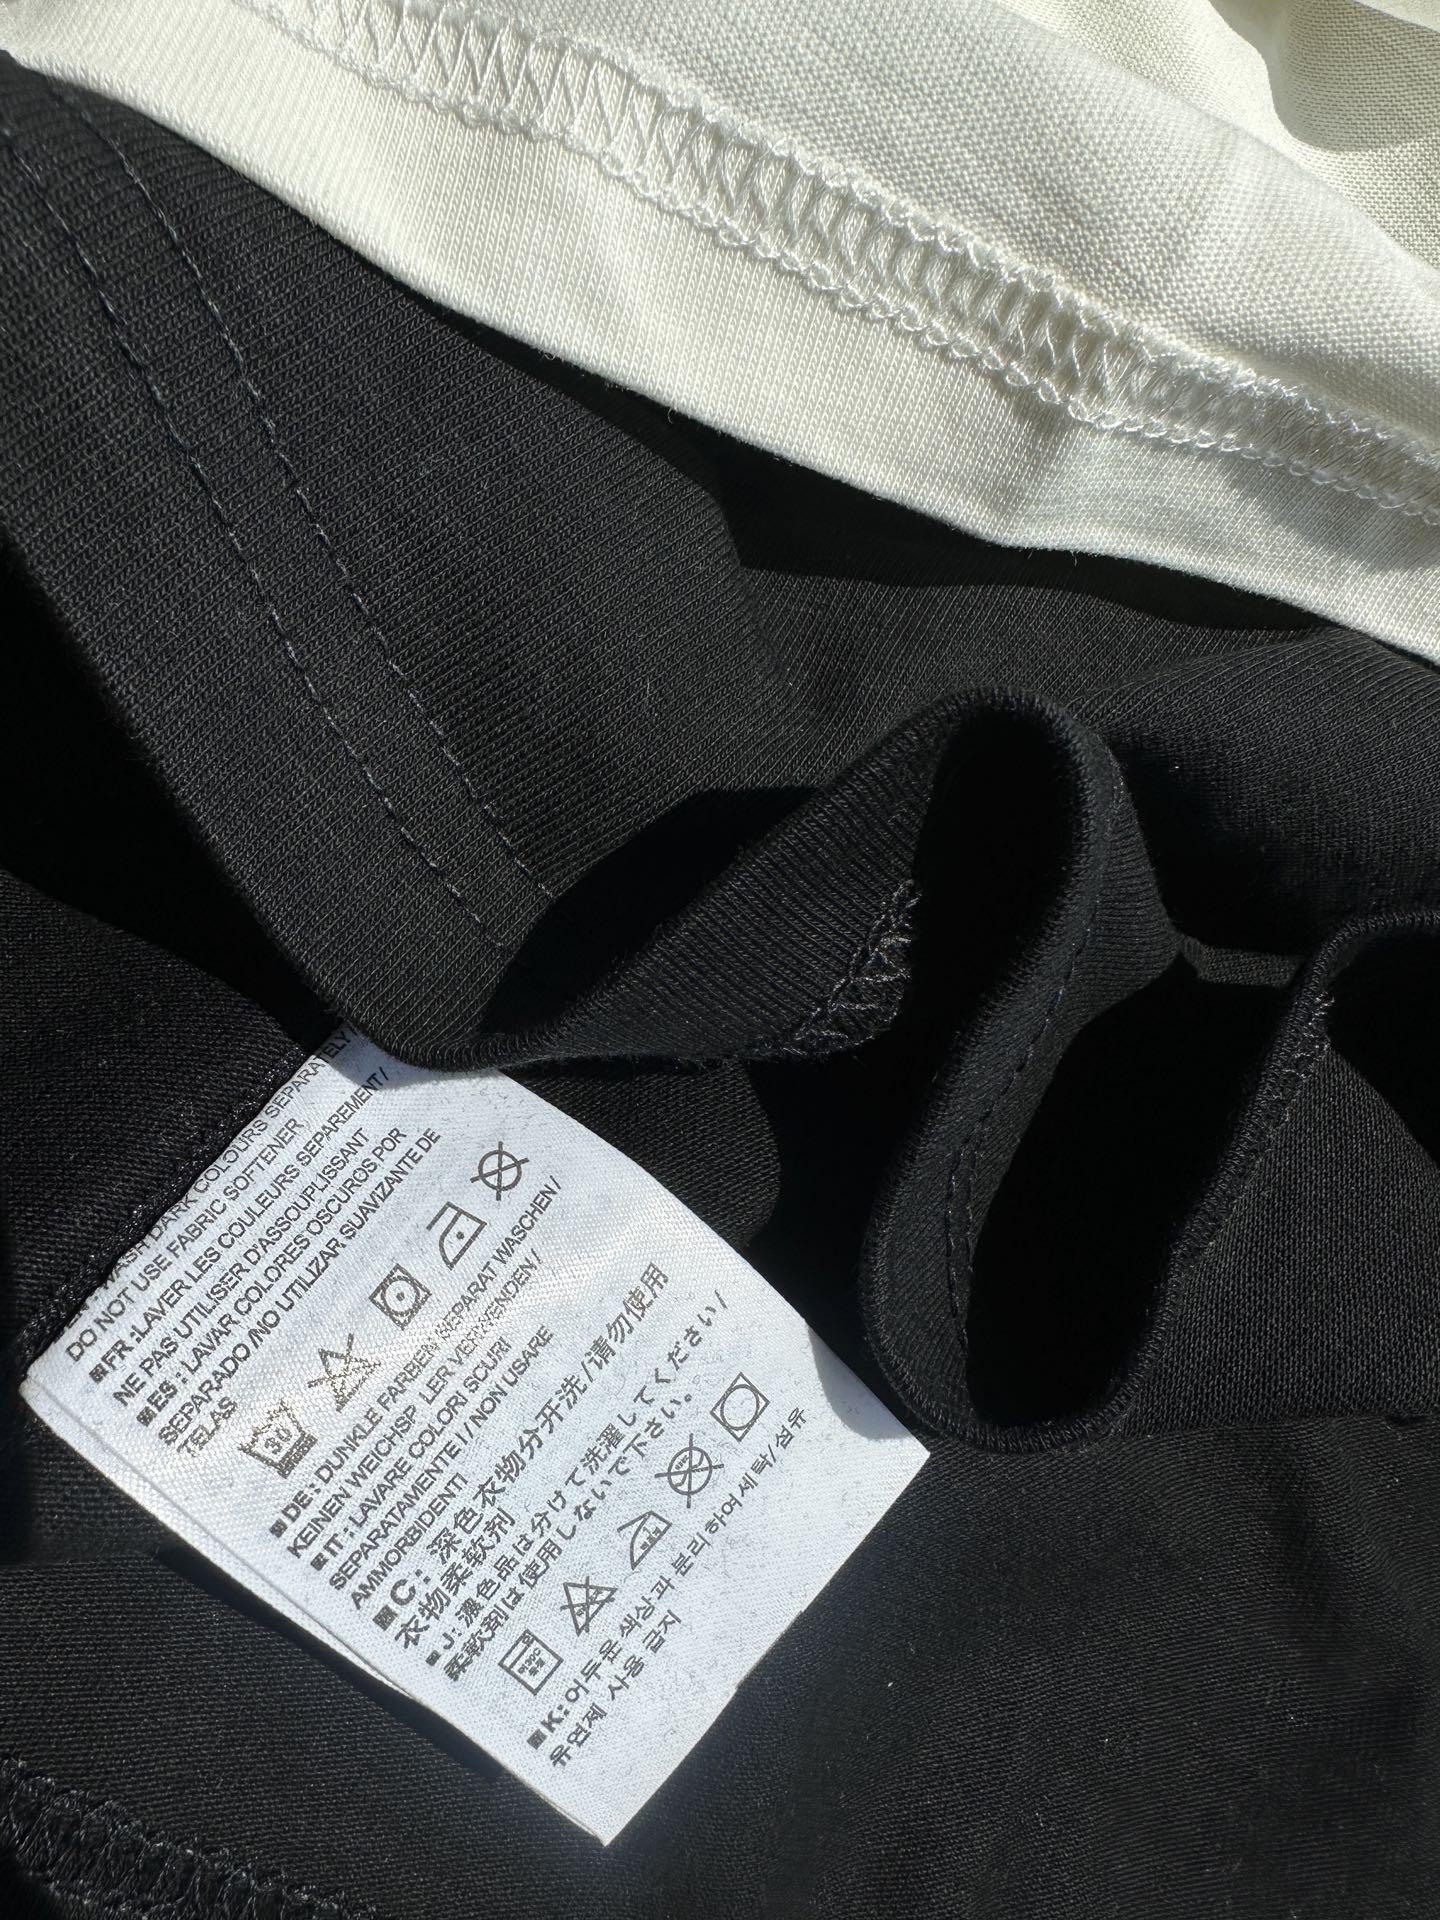 WASH DARK COLOURS SEPARATELY /
DO NOT USE FABRIC SOFTENER
■FR :LAVER LES COULEURS SEPAREMENT /
NE PAS UTILISER D'ASSOUPLISSANT
■ES : LAVAR COLORES OSCUROS POR
SEPARADO /NO UTILIZAR SUAVIZANTE DE
TELAS
30
■DE: DUNKLE FARBEN SEPARAT WASCHEN /
KEINEN WEICHSP LER VERWENDEN /
■IT: LAVARE COLORI SCURI
SEPARATAMENTE I / NON USARE
AMMORBIDENTI
■C: 深色衣物分开洗/请勿使用
衣物柔软剂
■J: 濃色品は分けて洗濯してください /
柔軟剤は使用しないで下さい。
■K: 어두운 색상과 분리 하여 세탁/ 섬유
유연제 사용 금지